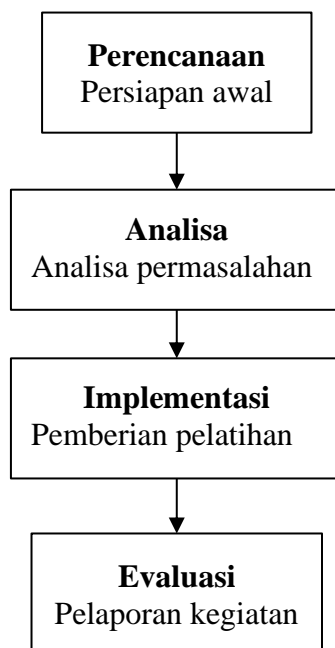 Perencanaan
Persiapan awal
Analisa
Analisa permasalahan
Implementasi
Pemberian pelatihan
Evaluasi
Pelaporan kegiatan